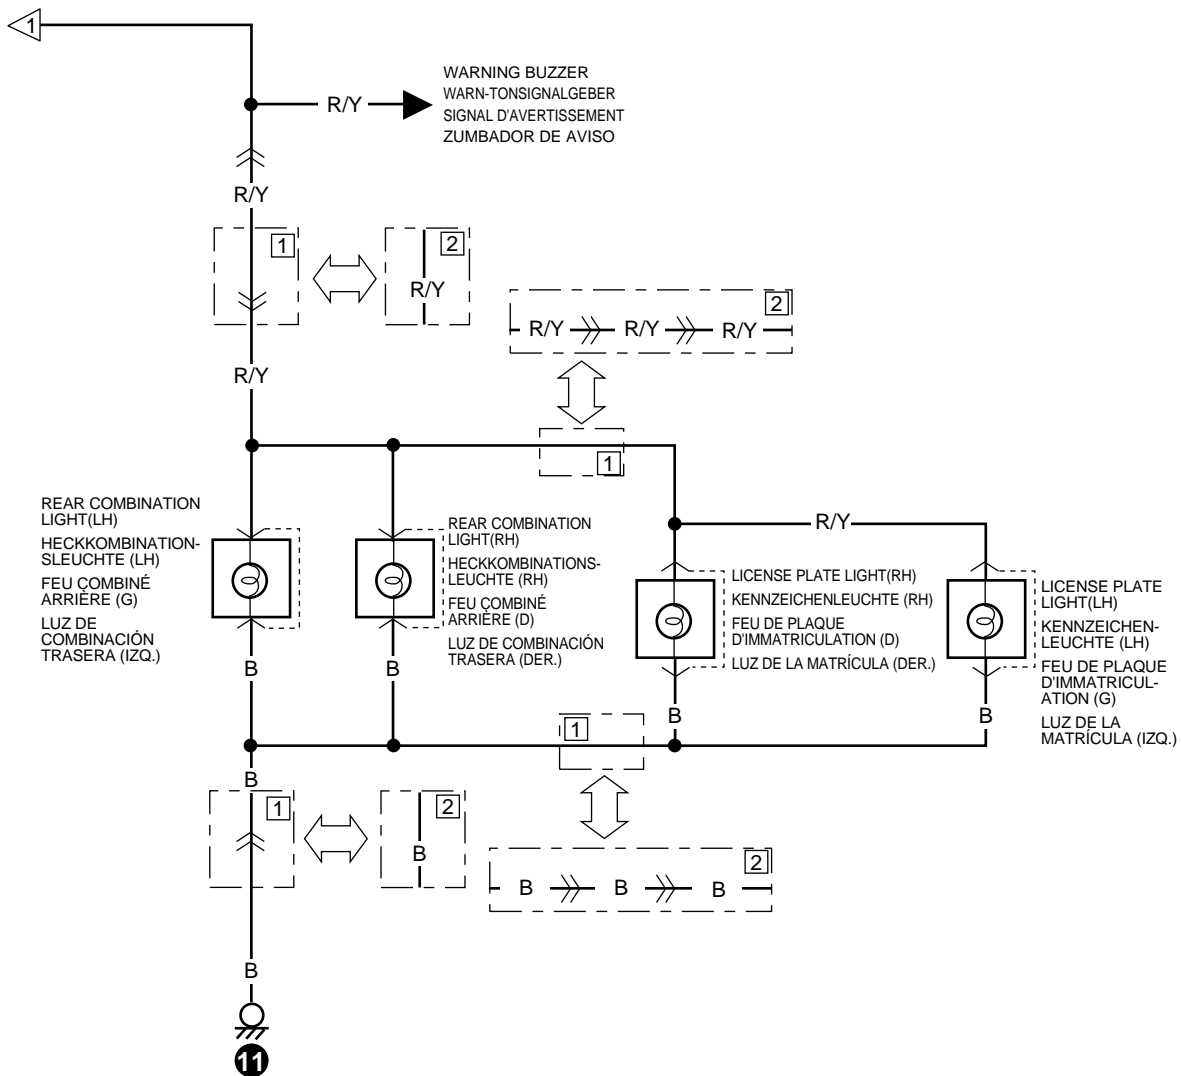 1
WARNING BUZZER
WARN-TONSIGNALGEBER
SIGNAL D'AVERTISSEMENT
ZUMBADOR DE AVISO
R/Y
R/Y
1
2
R/Y
2
R/Y R/Y R/Y
R/Y
1
REAR COMBINATION
LIGHT(LH)
HECKKOMBINATION-
SLEUCHTE (LH)
FEU COMBINÉ
ARRIÈRE (G)
LUZ DE
COMBINACIÓN
TRASERA (IZQ.)
REAR COMBINATION
LIGHT(RH)
HECKKOMBINATIONS-
LEUCHTE (RH)
FEU COMBINÉ
ARRIÈRE (D)
LUZ DE COMBINACIÓN
TRASERA (DER.)
R/Y
LICENSE PLATE LIGHT(RH)
KENNZEICHENLEUCHTE (RH)
FEU DE PLAQUE
D'IMMATRICULATION (D)
LUZ DE LA MATRÍCULA (DER.)
LICENSE PLATE
LIGHT(LH)
KENNZEICHEN-
LEUCHTE (LH)
FEU DE PLAQUE
D'IMMATRICUL-
ATION (G)
LUZ DE LA
MATRÍCULA (IZQ.)
B
B
B
B
1
B
1
2
B
2
B B B
B
11